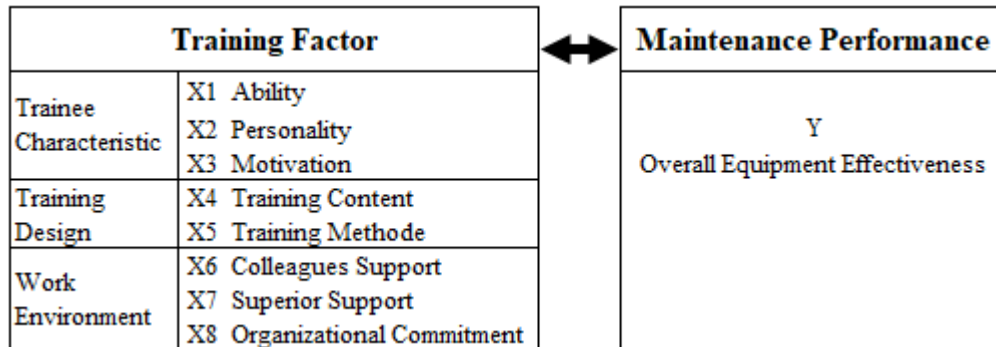 Training Factor
Maintenance Performance
Trainee
Characteristic
X1 Ability
X2 Personality
X3 Motivation
Training
Design
X4 Training Content
X5 Training Methode
Work
Environment
X6 Colleagues Support
X7 Superior Support
X8 Organizational Commitment
Y
Overall Equipment Effectiveness